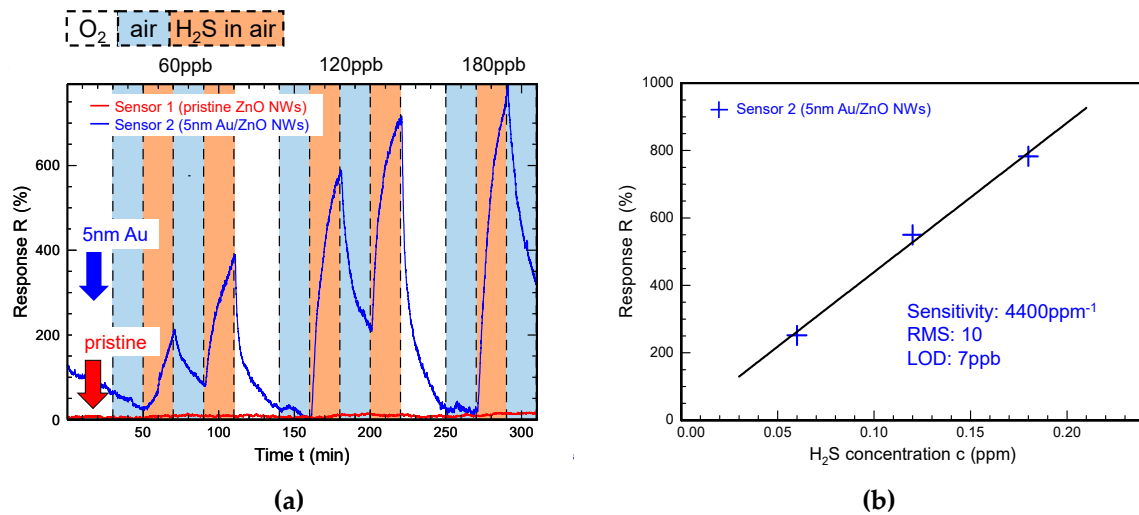 O₂ air H₂S in air
60ppb 120ppb 180ppb
Sensor 1 (pristine ZnO NWs)
Sensor 2 (5nm Au/ZnO NWs)
Response R (%)
600
400
200
0
5nm Au
pristine
50 100 150 200 250 300
Time t (min)
(a)
Sensor 2 (5nm Au/ZnO NWs)
Response R (%)
1000
800
600
400
200
0
Sensitivity: 4400ppm⁻¹
RMS: 10
LOD: 7ppb
0.00 0.05 0.10 0.15 0.20
H₂S concentration c (ppm)
(b)